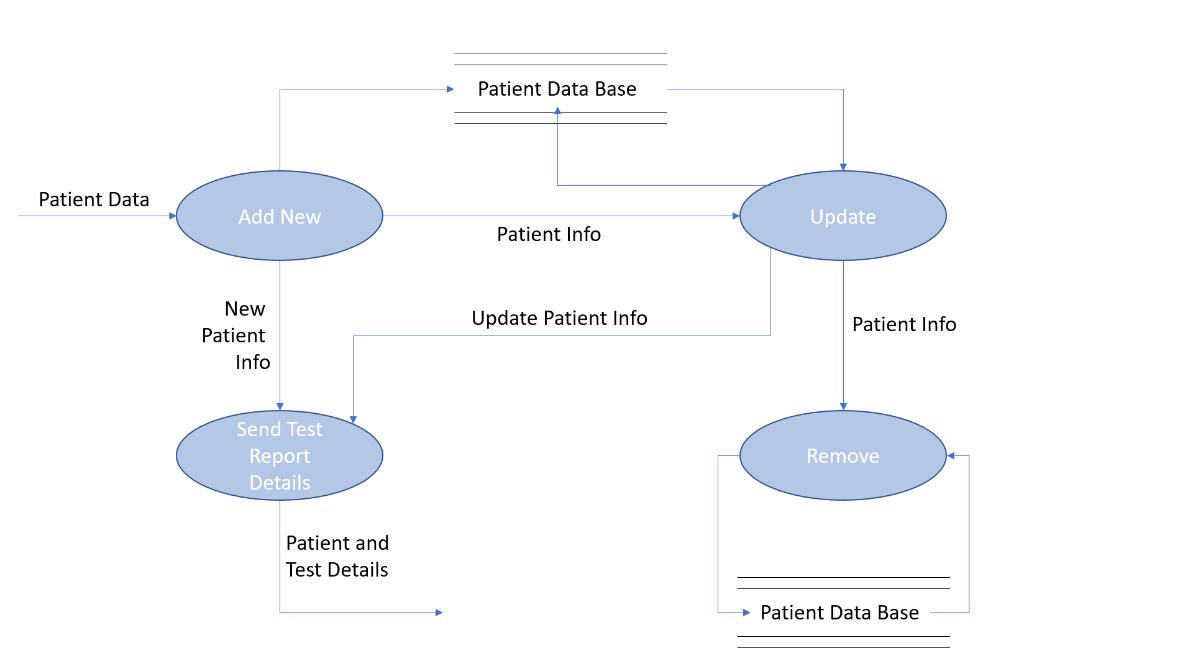 Patient Data Base
Patient Data
Add New
Update
Patient Info
New
Patient
Info
Update Patient Info
Patient Info
Send Test
Report
Details
Remove
Patient and
Test Details
Patient Data Base